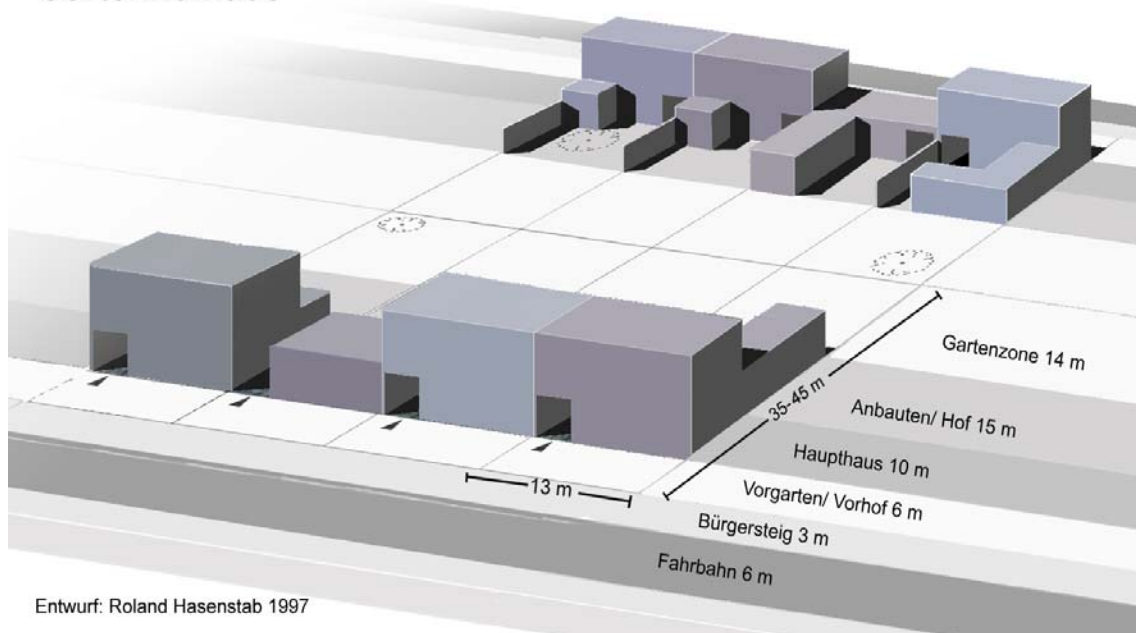 Gartenzone 14 m
35-45 m
Anbauten/ Hof 15 m
Haupthaus 10 m
13 m
Vorgarten/ Vorhof 6 m
Bürgersteig 3 m
Fahrbahn 6 m
Entwurf: Roland Hasenstab 1997